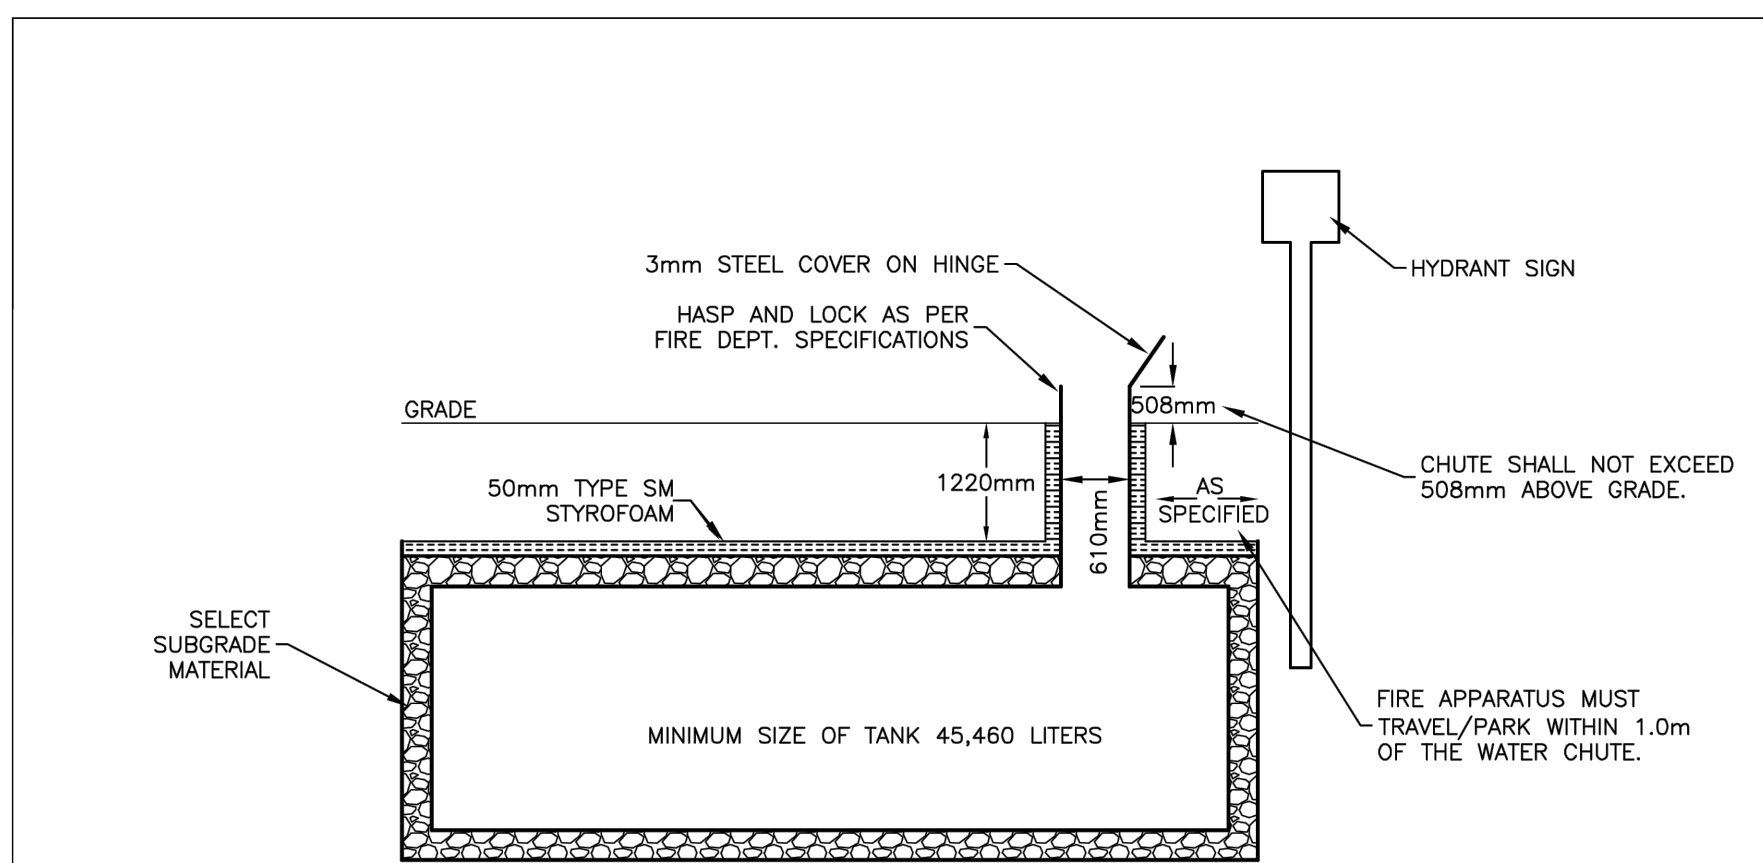 3mm STEEL COVER ON HINGE
HYDRANT SIGN
HASP AND LOCK AS PER
FIRE DEPT. SPECIFICATIONS
GRADE
508mm
CHUTE SHALL NOT EXCEED
508mm ABOVE GRADE.
1220mm
50mm TYPE SM
STYROFOAM
AS
SPECIFIED
610mm
SELECT
SUBGRADE
MATERIAL
FIRE APPARATUS MUST
TRAVEL/PARK WITHIN 1.0m
OF THE WATER CHUTE.
MINIMUM SIZE OF TANK 45,460 LITERS